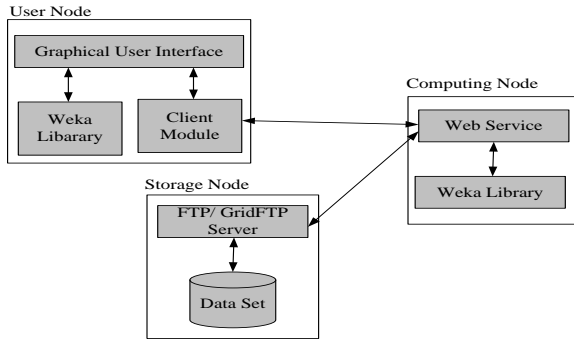 User Node
Graphical User Interface
Weka
Libarary
Client
Module
Computing Node
Web Service
Weka Library
Storage Node
FTP/ GridFTP
Server
Data Set